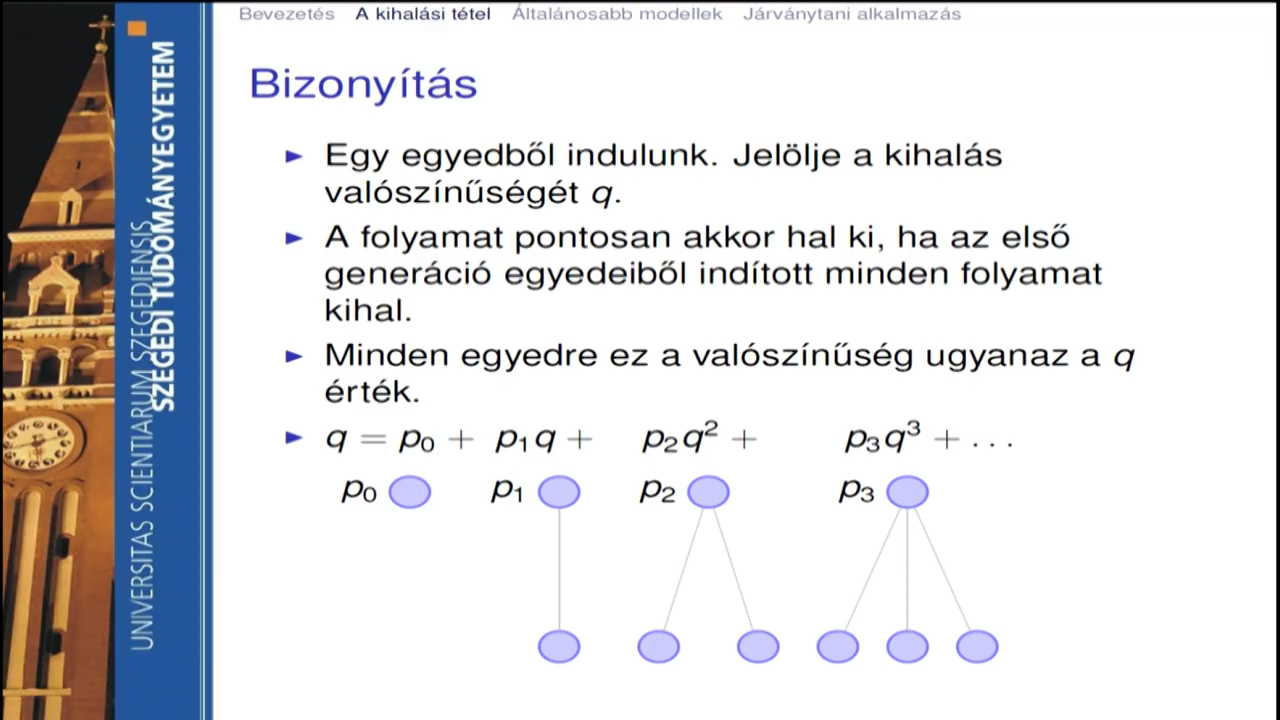 Bevezetés A kihalási tétel Általánosabb modellek Járványtani alkalmazás
UNIVERSITAS SCIENTIARUM SZEGEDIENSIS
SZEGEDI TUDOMÁNYEGYETEM
Bizonyítás
► Egy egyedből indulunk. Jelölje a kihalás
valószínűségét q.
► A folyamat pontosan akkor hal ki, ha az első
generáció egyedeiből indított minden folyamat
kihal.
► Minden egyedre ez a valószínűség ugyanaz a q
érték.
► q = p₀ + p₁q + p₂q² + p₃q³ + . . .
p₀ p₁ p₂ p₃